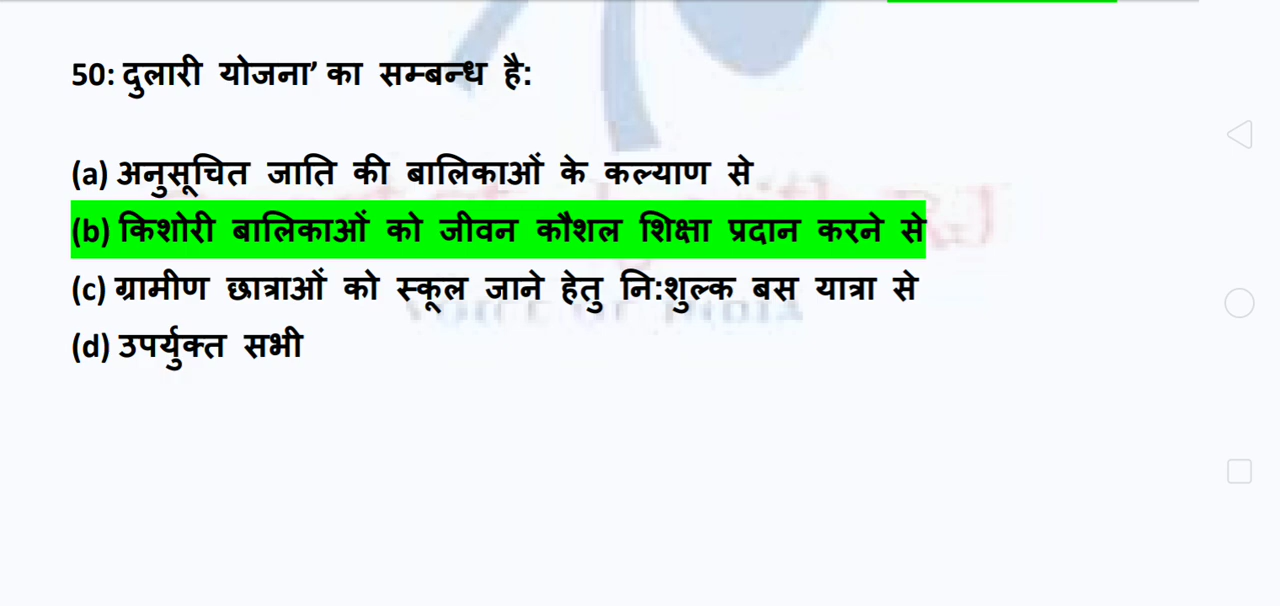 50: दुलारी योजना’ का सम्बन्ध है:
(a) अनुसूचित जाति की बालिकाओं के कल्याण से
(b) किशोरी बालिकाओं को जीवन कौशल शिक्षा प्रदान करने से
(c) ग्रामीण छात्राओं को स्कूल जाने हेतु नि:शुल्क बस यात्रा से
(d) उपर्युक्त सभी